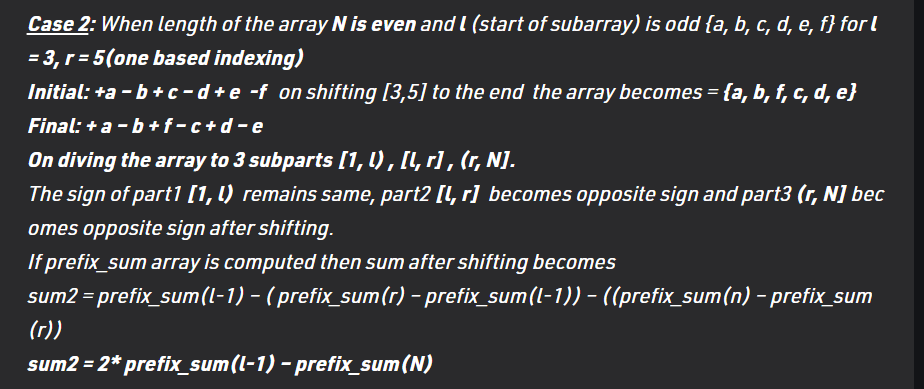 Case 2: When length of the array N is even and l (start of subarray) is odd {a, b, c, d, e, f} for l
= 3, r = 5(one based indexing)
Initial: +a – b + c – d + e -f on shifting [3,5] to the end the array becomes = {a, b, f, c, d, e}
Final: + a – b + f – c + d – e
On diving the array to 3 subparts [1, l) , [l, r] , (r, N].
The sign of part1 [1, l) remains same, part2 [l, r] becomes opposite sign and part3 (r, N] bec
omes opposite sign after shifting.
If prefix_sum array is computed then sum after shifting becomes
sum2 = prefix_sum(l-1) – ( prefix_sum(r) – prefix_sum(l-1)) – ((prefix_sum(n) – prefix_sum
(r))
sum2 = 2* prefix_sum(l-1) – prefix_sum(N)